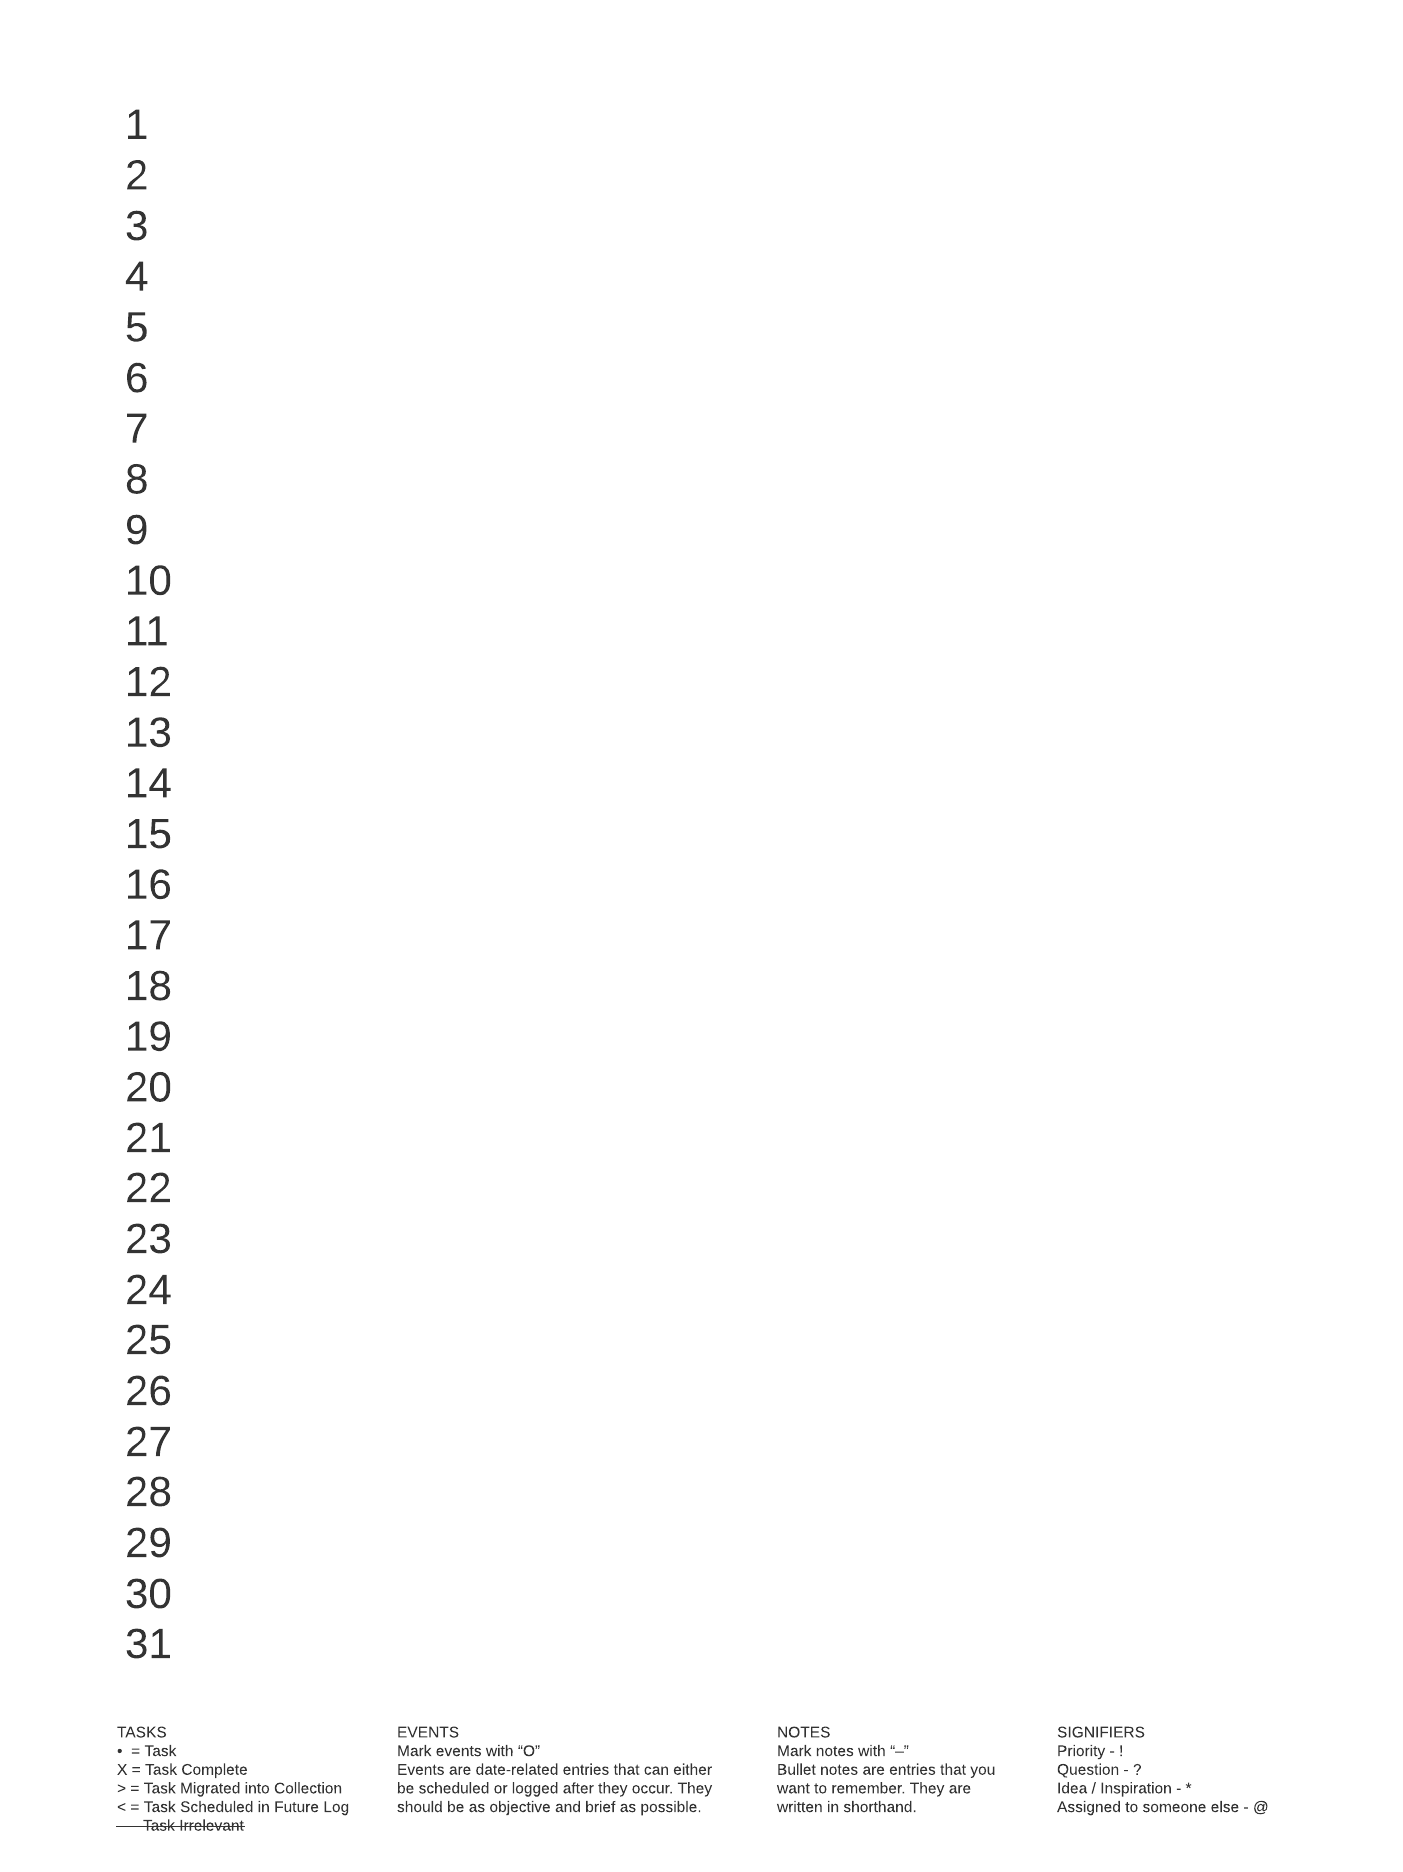 1
2
3
4
5
6
7
8
9
10
11
12
13
14
15
16
17
18
19
20
21
22
23
24
25
26
27
28
29
30
31
TASKS
• = Task
X = Task Complete
> = Task Migrated into Collection
< = Task Scheduled in Future Log
Task Irrelevant
EVENTS
Mark events with “O”
Events are date-related entries that can either
be scheduled or logged after they occur. They
should be as objective and brief as possible.
NOTES
Mark notes with “–”
Bullet notes are entries that you
want to remember. They are
written in shorthand.
SIGNIFIERS
Priority - !
Question - ?
Idea / Inspiration - *
Assigned to someone else - @